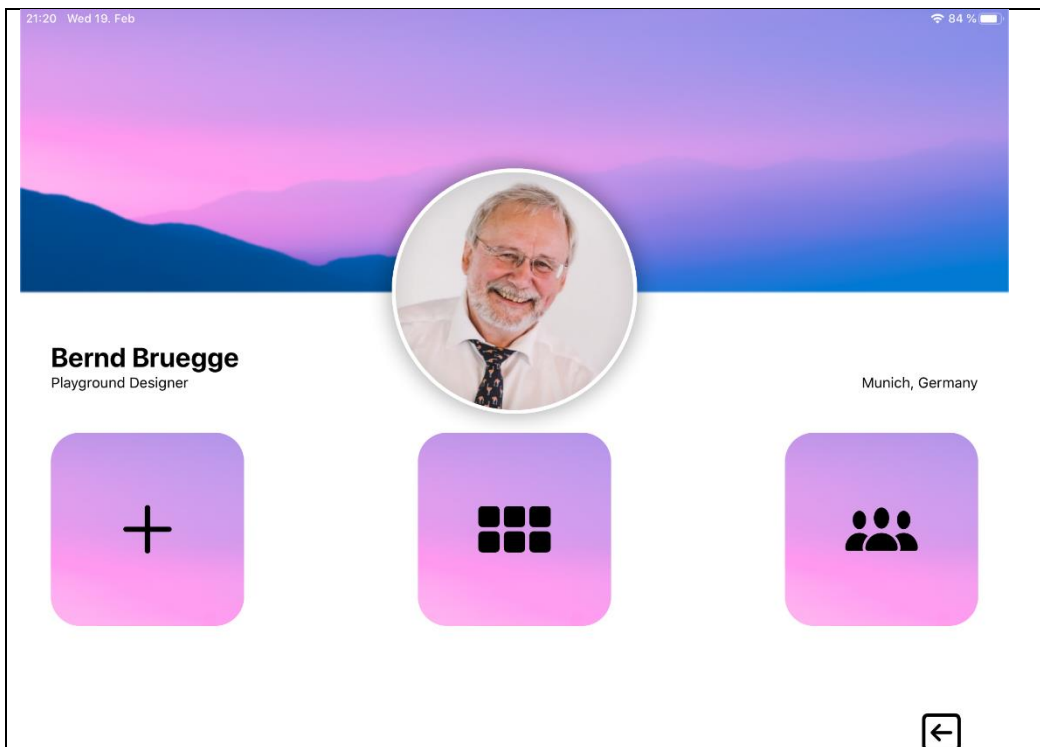 21:20 Wed 19. Feb 84 %
Bernd Bruegge
Playground Designer
Munich, Germany